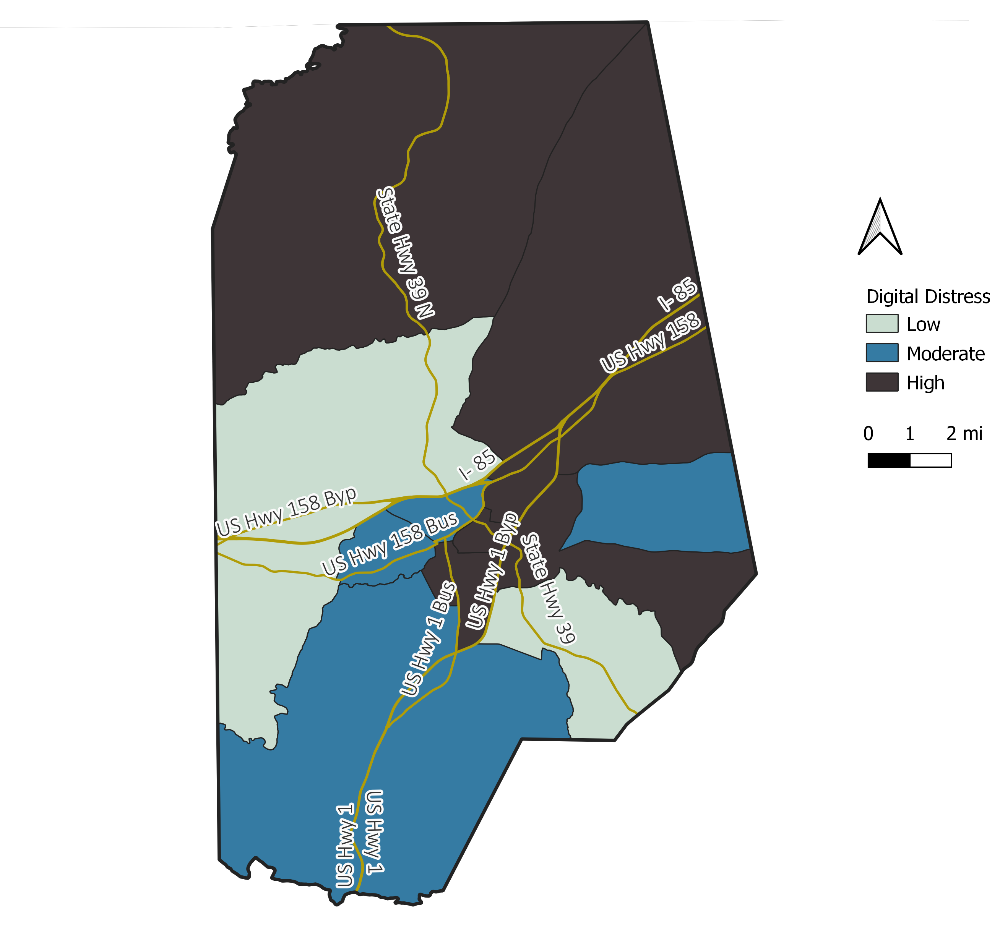 State Hwy 39 N
I- 85
US Hwy 158
Digital Distress
Low
Moderate
High
0 1 2 mi
I- 85
US Hwy 158 Byp
US Hwy 158 Bus
US Hwy 1 Byp
State Hwy 39
US Hwy 1 Bus
US Hwy 1
US Hwy 1